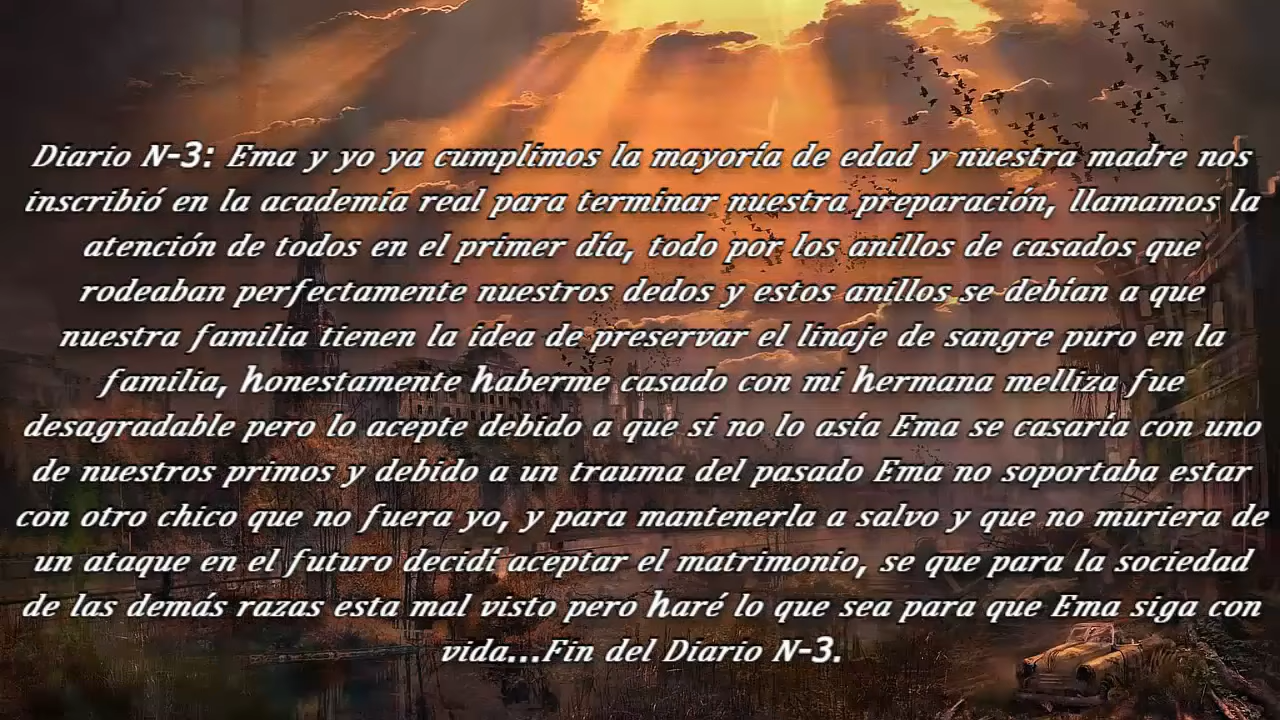 Diario N-3: Ema y yo ya cumplimos la mayoría de edad y nuestra madre nos
inscribió en la academia real para terminar nuestra preparación, llamamos la
atención de todos en el primer día, todo por los anillos de casados que
rodeaban perfectamente nuestros dedos y estos anillos se debían a que
nuestra familia tienen la idea de preservar el linaje de sangre puro en la
familia, honestamente haberme casado con mi hermana melliza fue
desagradable pero lo acepte debido a que si no lo asía Ema se casaría con uno
de nuestros primos y debido a un trauma del pasado Ema no soportaba estar
con otro chico que no fuera yo, y para mantenerla a salvo y que no muriera de
un ataque en el futuro decidí aceptar el matrimonio, se que para la sociedad
de las demás razas esta mal visto pero haré lo que sea para que Ema siga con
vida...Fin del Diario N-3.